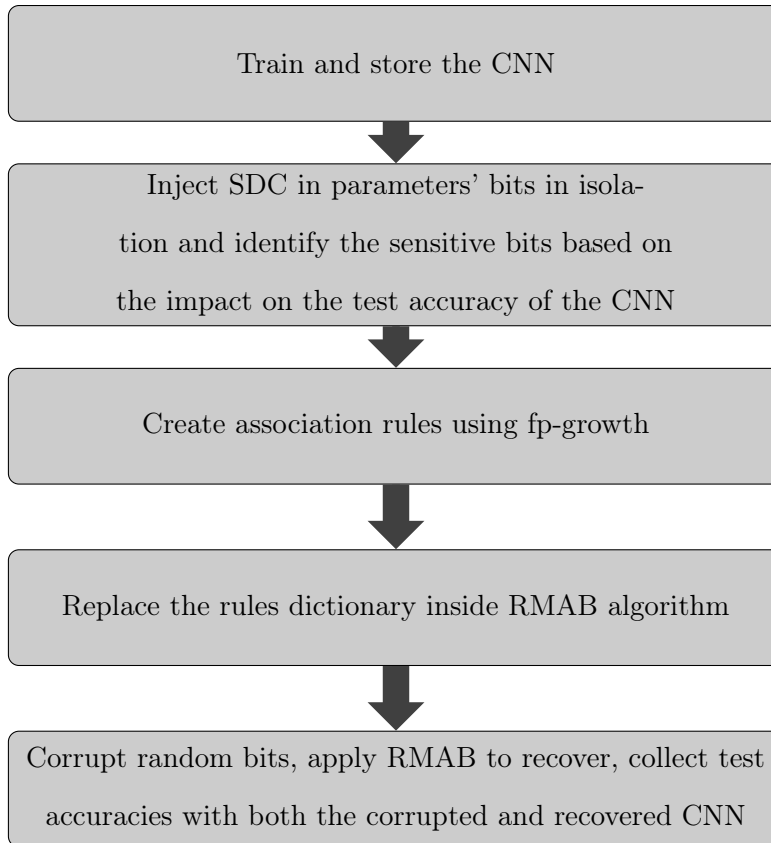 Train and store the CNN
Inject SDC in parameters' bits in isola-
tion and identify the sensitive bits based on
the impact on the test accuracy of the CNN
Create association rules using fp-growth
Replace the rules dictionary inside RMAB algorithm
Corrupt random bits, apply RMAB to recover, collect test
accuracies with both the corrupted and recovered CNN